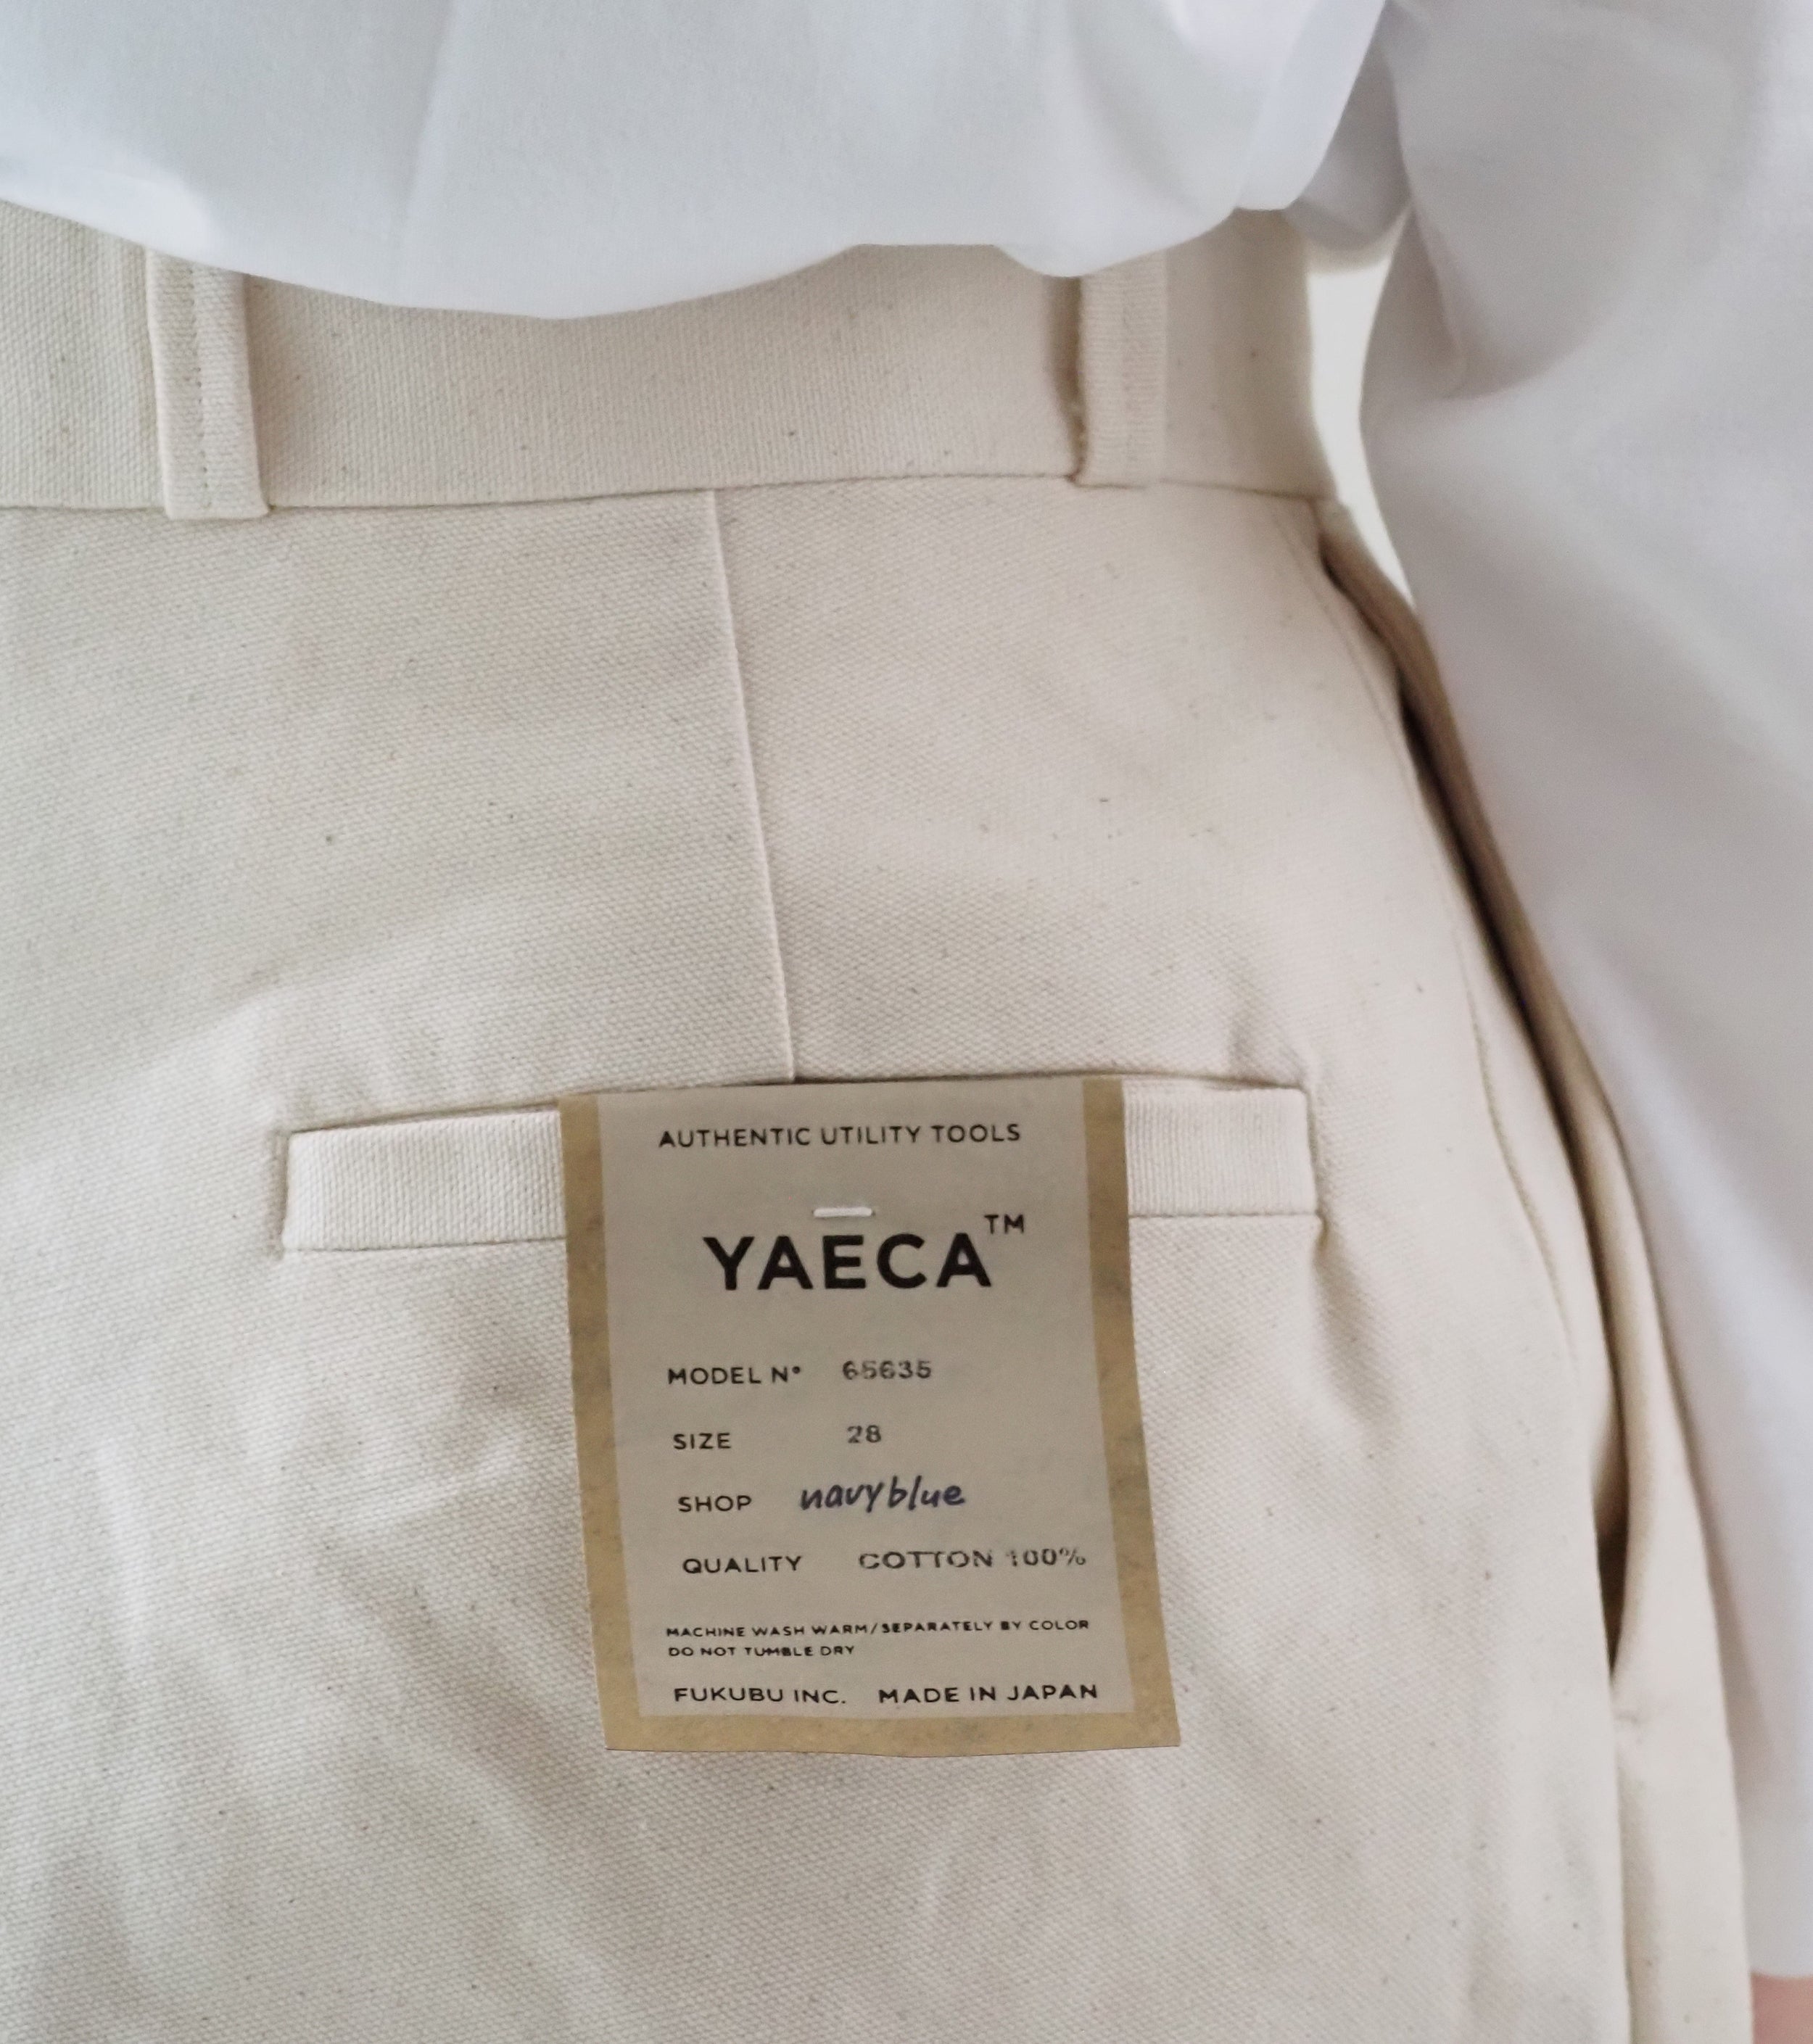 AUTHENTIC UTILITY TOOLS
YAECA™
MODEL N° 65635
SIZE 28
SHOP navyblue
QUALITY COTTON 100%
MACHINE WASH WARM/SEPARATELY BY COLOR
DO NOT TUMBLE DRY
FUKUBU INC. MADE IN JAPAN